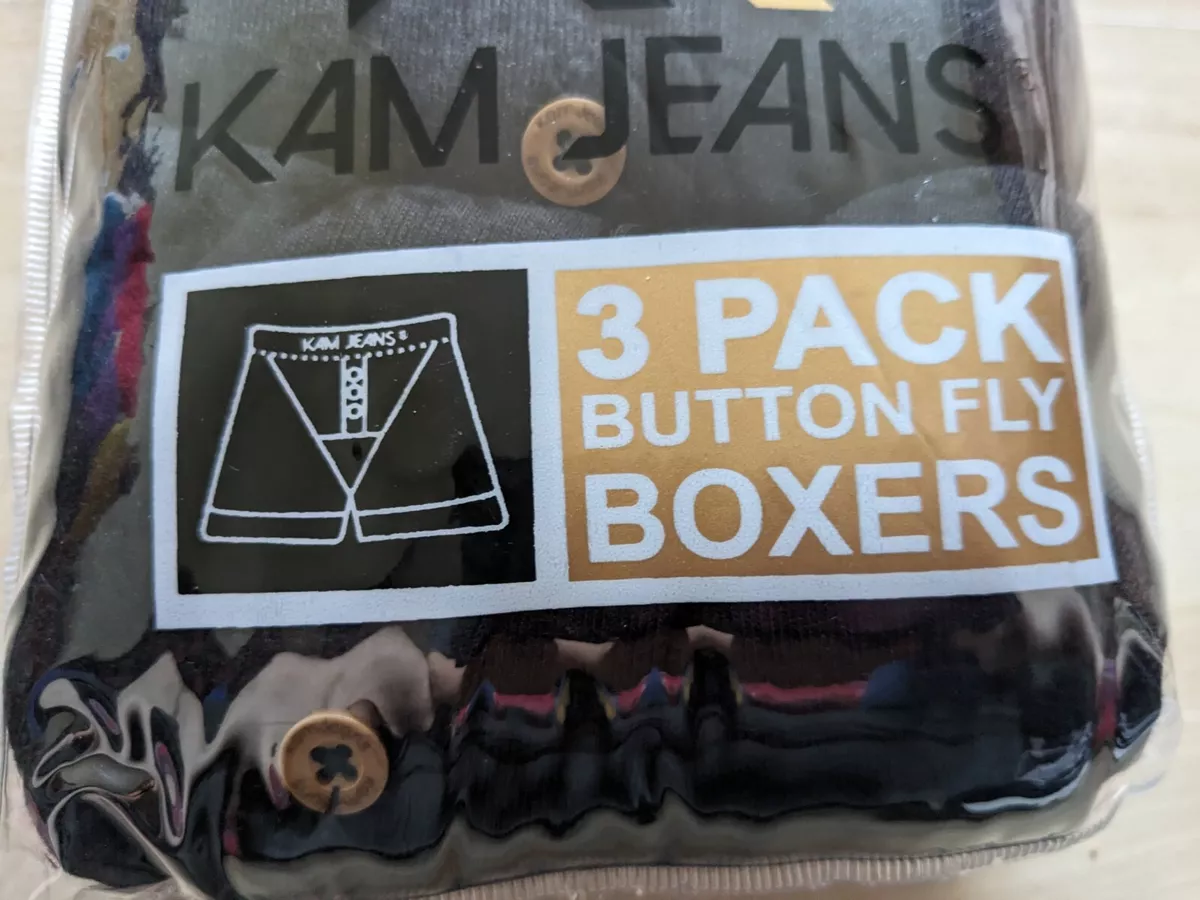 KAM JEANS
KAM JEANS®
3 PACK
BUTTON FLY
BOXERS